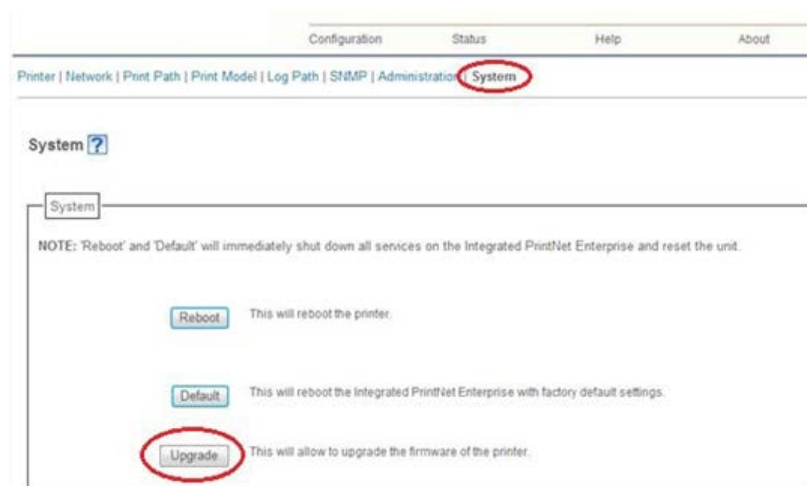 Configuration Status Help About
Printer | Network | Print Path | Print Model | Log Path | SNMP | Administration | System
System ?
System
NOTE: 'Reboot' and 'Default' will immediately shut down all services on the Integrated PrintNet Enterprise and reset the unit.
Reboot This will reboot the printer.
Default This will reboot the Integrated PrintNet Enterprise with factory default settings.
Upgrade This will allow to upgrade the firmware of the printer.